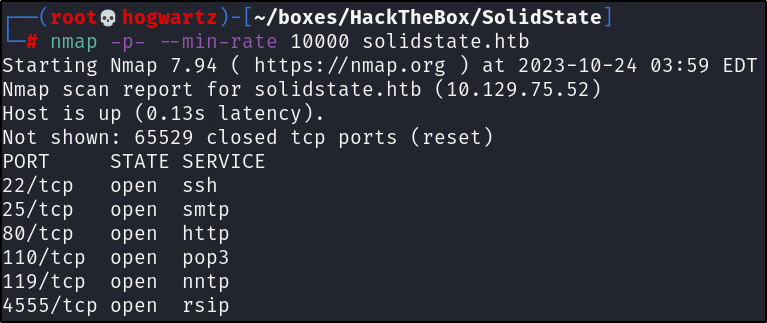 ┌──(root💀hogwartz)-[~/boxes/HackTheBox/SolidState]
└─# nmap -p- --min-rate 10000 solidstate.htb
Starting Nmap 7.94 ( https://nmap.org ) at 2023-10-24 03:59 EDT
Nmap scan report for solidstate.htb (10.129.75.52)
Host is up (0.13s latency).
Not shown: 65529 closed tcp ports (reset)
PORT     STATE SERVICE
22/tcp   open  ssh
25/tcp   open  smtp
80/tcp   open  http
110/tcp  open  pop3
119/tcp  open  nntp
4555/tcp open  rsip